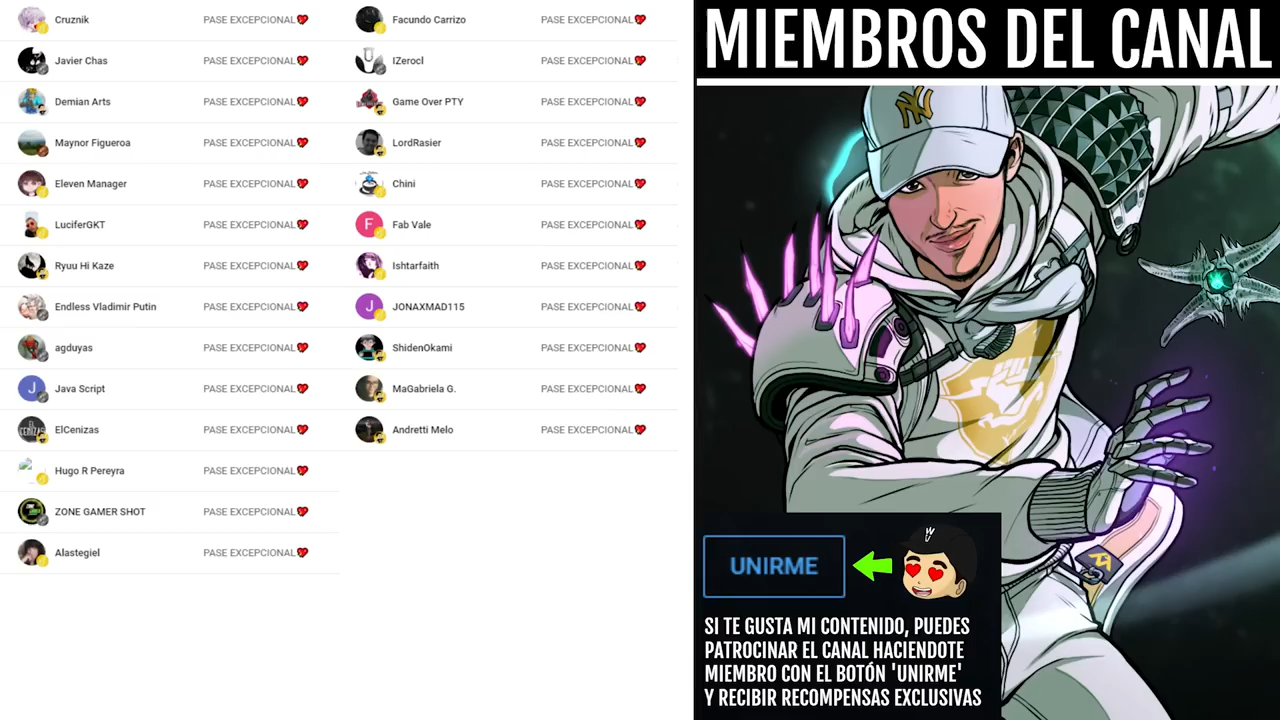 Cruznik PASE EXCEPCIONAL
Javier Chas PASE EXCEPCIONAL
Demian Arts PASE EXCEPCIONAL
Maynor Figueroa PASE EXCEPCIONAL
Eleven Manager PASE EXCEPCIONAL
LuciferGKT PASE EXCEPCIONAL
Ryuu Hi Kaze PASE EXCEPCIONAL
Endless Vladimir Putin PASE EXCEPCIONAL
agduyas PASE EXCEPCIONAL
J Java Script PASE EXCEPCIONAL
EL CENIZAS ElCenizas PASE EXCEPCIONAL
Hugo R Pereyra PASE EXCEPCIONAL
ZONE GAMER SHOT PASE EXCEPCIONAL
Alastegiel PASE EXCEPCIONAL
Facundo Carrizo PASE EXCEPCIONAL
IZerocl PASE EXCEPCIONAL
Game Over PTY PASE EXCEPCIONAL
LordRasier PASE EXCEPCIONAL
Chini PASE EXCEPCIONAL
F Fab Vale PASE EXCEPCIONAL
Ishtarfaith PASE EXCEPCIONAL
J JONAXMAD115 PASE EXCEPCIONAL
ShidenOkami PASE EXCEPCIONAL
MaGabriela G. PASE EXCEPCIONAL
Andretti Melo PASE EXCEPCIONAL
MIEMBROS DEL CANAL
NY
UNIRME
SI TE GUSTA MI CONTENIDO, PUEDES
PATROCINAR EL CANAL HACIENDOTE
MIEMBRO CON EL BOTÓN 'UNIRME'
Y RECIBIR RECOMPENSAS EXCLUSIVAS